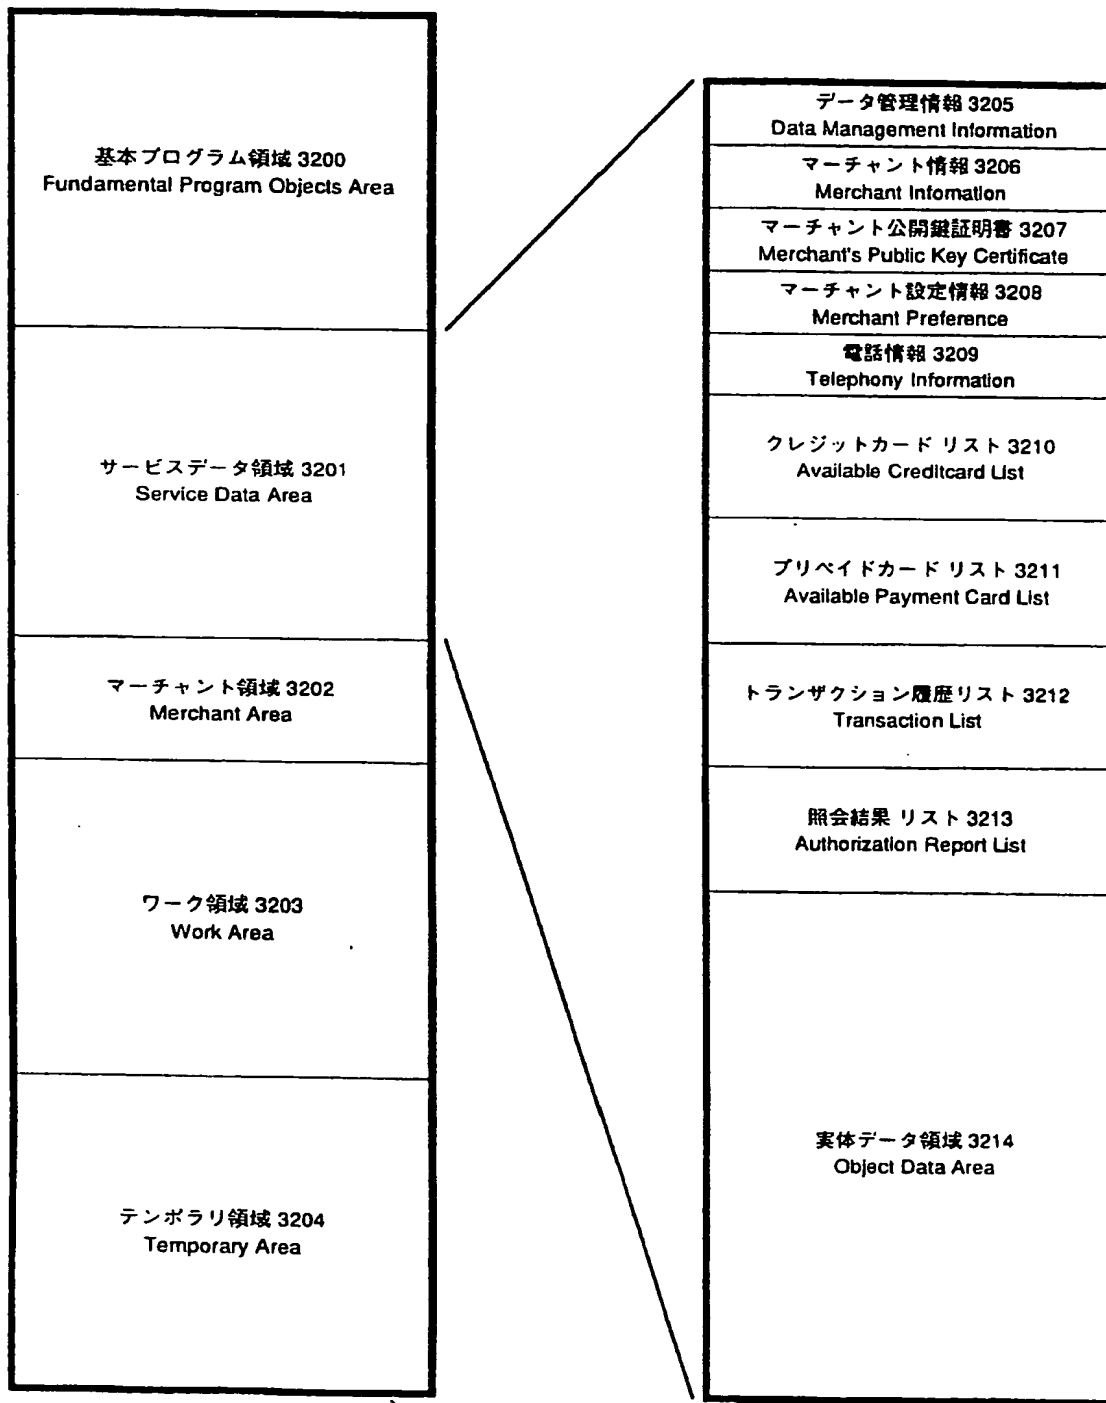 基本プログラム領域 3200
Fundamental Program Objects Area
サービスデータ領域 3201
Service Data Area
マーチャント領域 3202
Merchant Area
ワーク領域 3203
Work Area
テンポラリ領域 3204
Temporary Area
データ管理情報 3205
Data Management Information
マーチャント情報 3206
Merchant Infomation
マーチャント公開鍵証明書 3207
Merchant's Public Key Certificate
マーチャント設定情報 3208
Merchant Preference
電話情報 3209
Telephony Information
クレジットカード リスト 3210
Available Creditcard List
プリペイドカード リスト 3211
Available Payment Card List
トランザクション履歴リスト 3212
Transaction List
照会結果 リスト 3213
Authorization Report List
実体データ領域 3214
Object Data Area